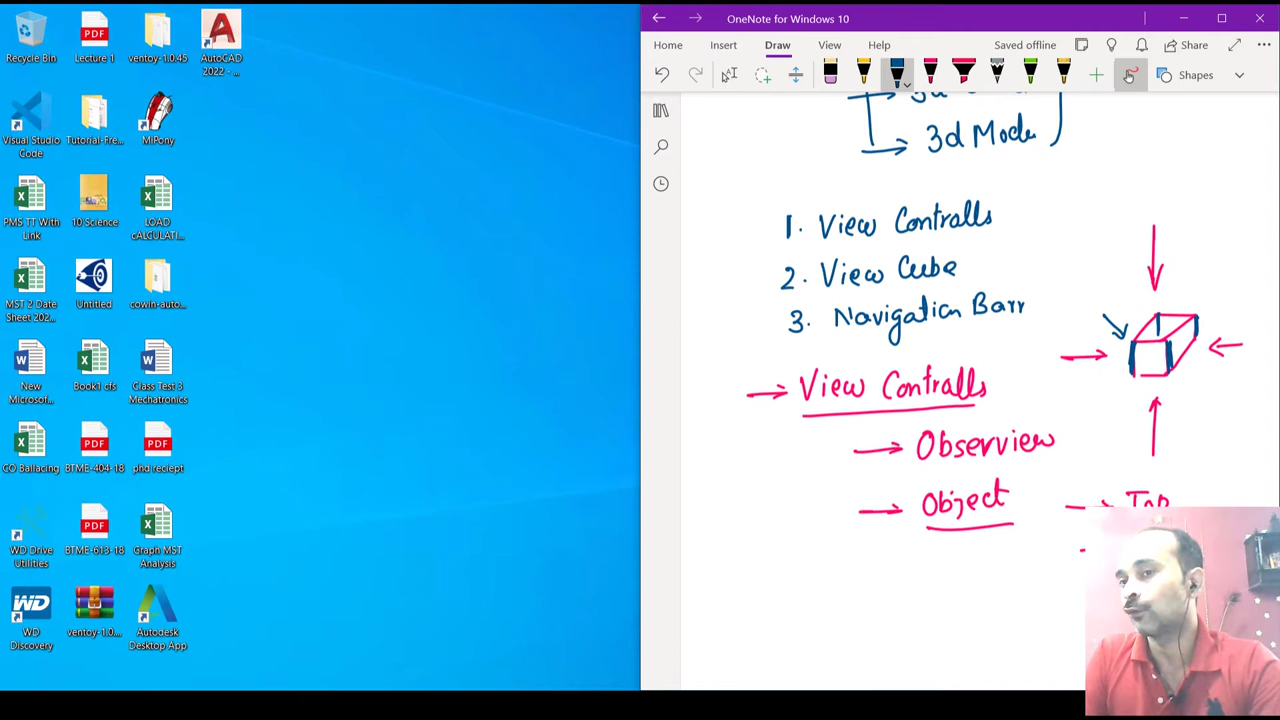 Recycle Bin
Lecture 1
ventoy-1.0.45
AutoCAD 2022 - ...
Visual Studio Code
Tutorial-Fre...
MiPony
PMS TT With Link
10 Science
LOAD cALCULATI...
MST 2 Date Sheet 202...
Untitled
cowin-auto...
New Microsof...
Book1 cfs
Class Test 3 Mechatronics
CO Ballacing
BTME-404-18
phd reciept
WD Drive Utilities
BTME-613-18
Graph MST Analysis
WD Discovery
ventoy-1.0...
Autodesk Desktop App
OneNote for Windows 10
Home Insert Draw View Help Saved offline Share
Shapes
3d Mode
1. View Contralls
2. View Cube
3. Navigation Barr
View Contralls
Obserview
Object
Top